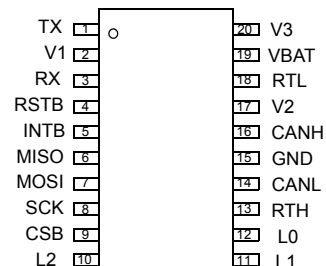 TX 1 20 V3
V1 2 19 VBAT
RX 3 18 RTL
RSTB 4 17 V2
INTB 5 16 CANH
MISO 6 15 GND
MOSI 7 14 CANL
SCK 8 13 RTH
CSB 9 12 L0
L2 10 11 L1